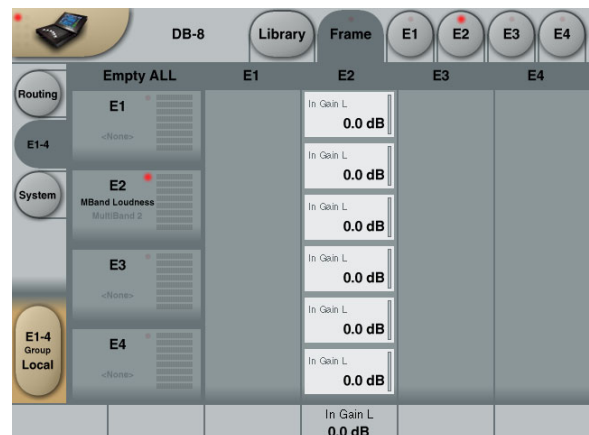 DB-8
Library
Frame
E1
E2
E3
E4
Routing
E1-4
System
E1-4
Group
Local
Empty ALL
E1
E2
E3
E4
E1
<None>
E2
MBand Loudness
MultiBand 2
E3
<None>
E4
<None>
In Gain L
0.0 dB
In Gain L
0.0 dB
In Gain L
0.0 dB
In Gain L
0.0 dB
In Gain L
0.0 dB
In Gain L
0.0 dB
In Gain L
0.0 dB